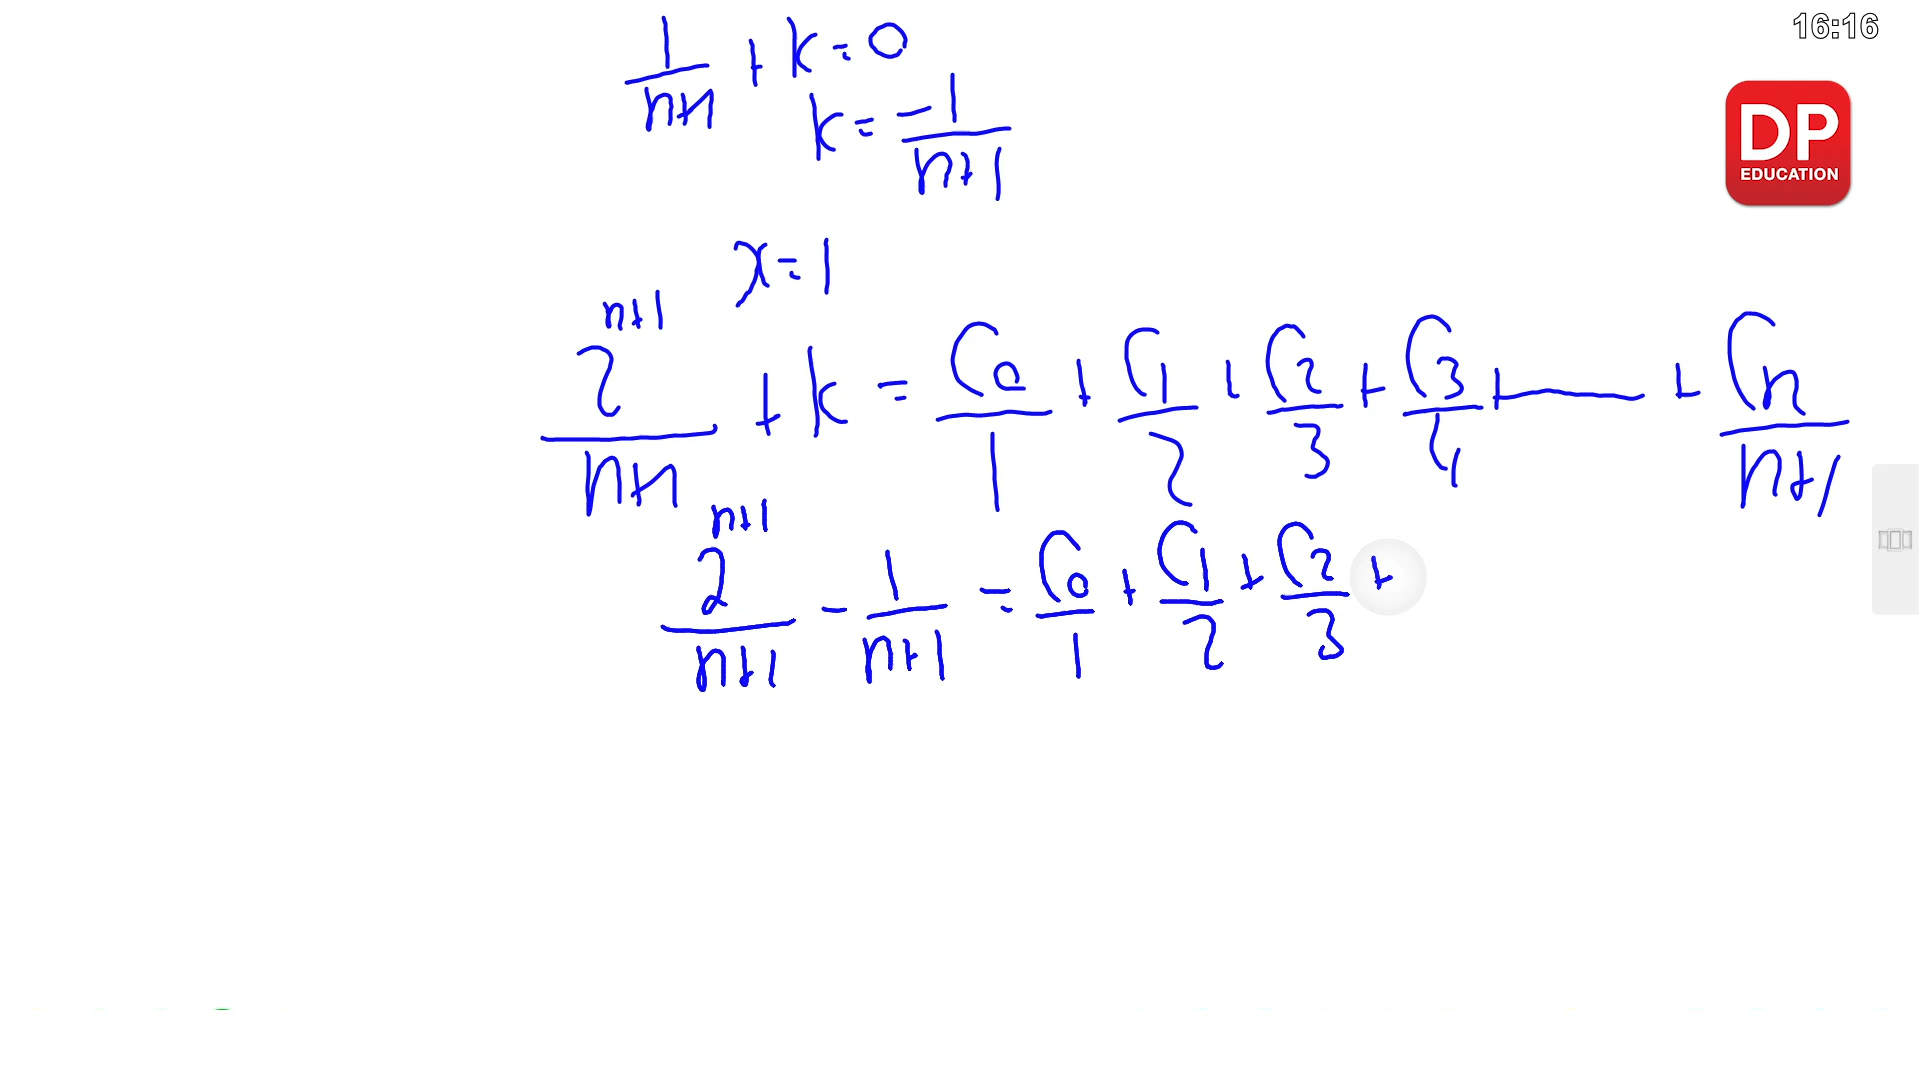 16:16
1/(n+1) + k = 0
DP
EDUCATION
k = -1/(n+1)
x = 1
2^(n+1)/(n+1) + k = C0/1 + C1/2 + C2/3 + C3/4 + —— + Cn/(n+1)
2^(n+1)/(n+1) - 1/(n+1) = C0/1 + C1/2 + C2/3 +